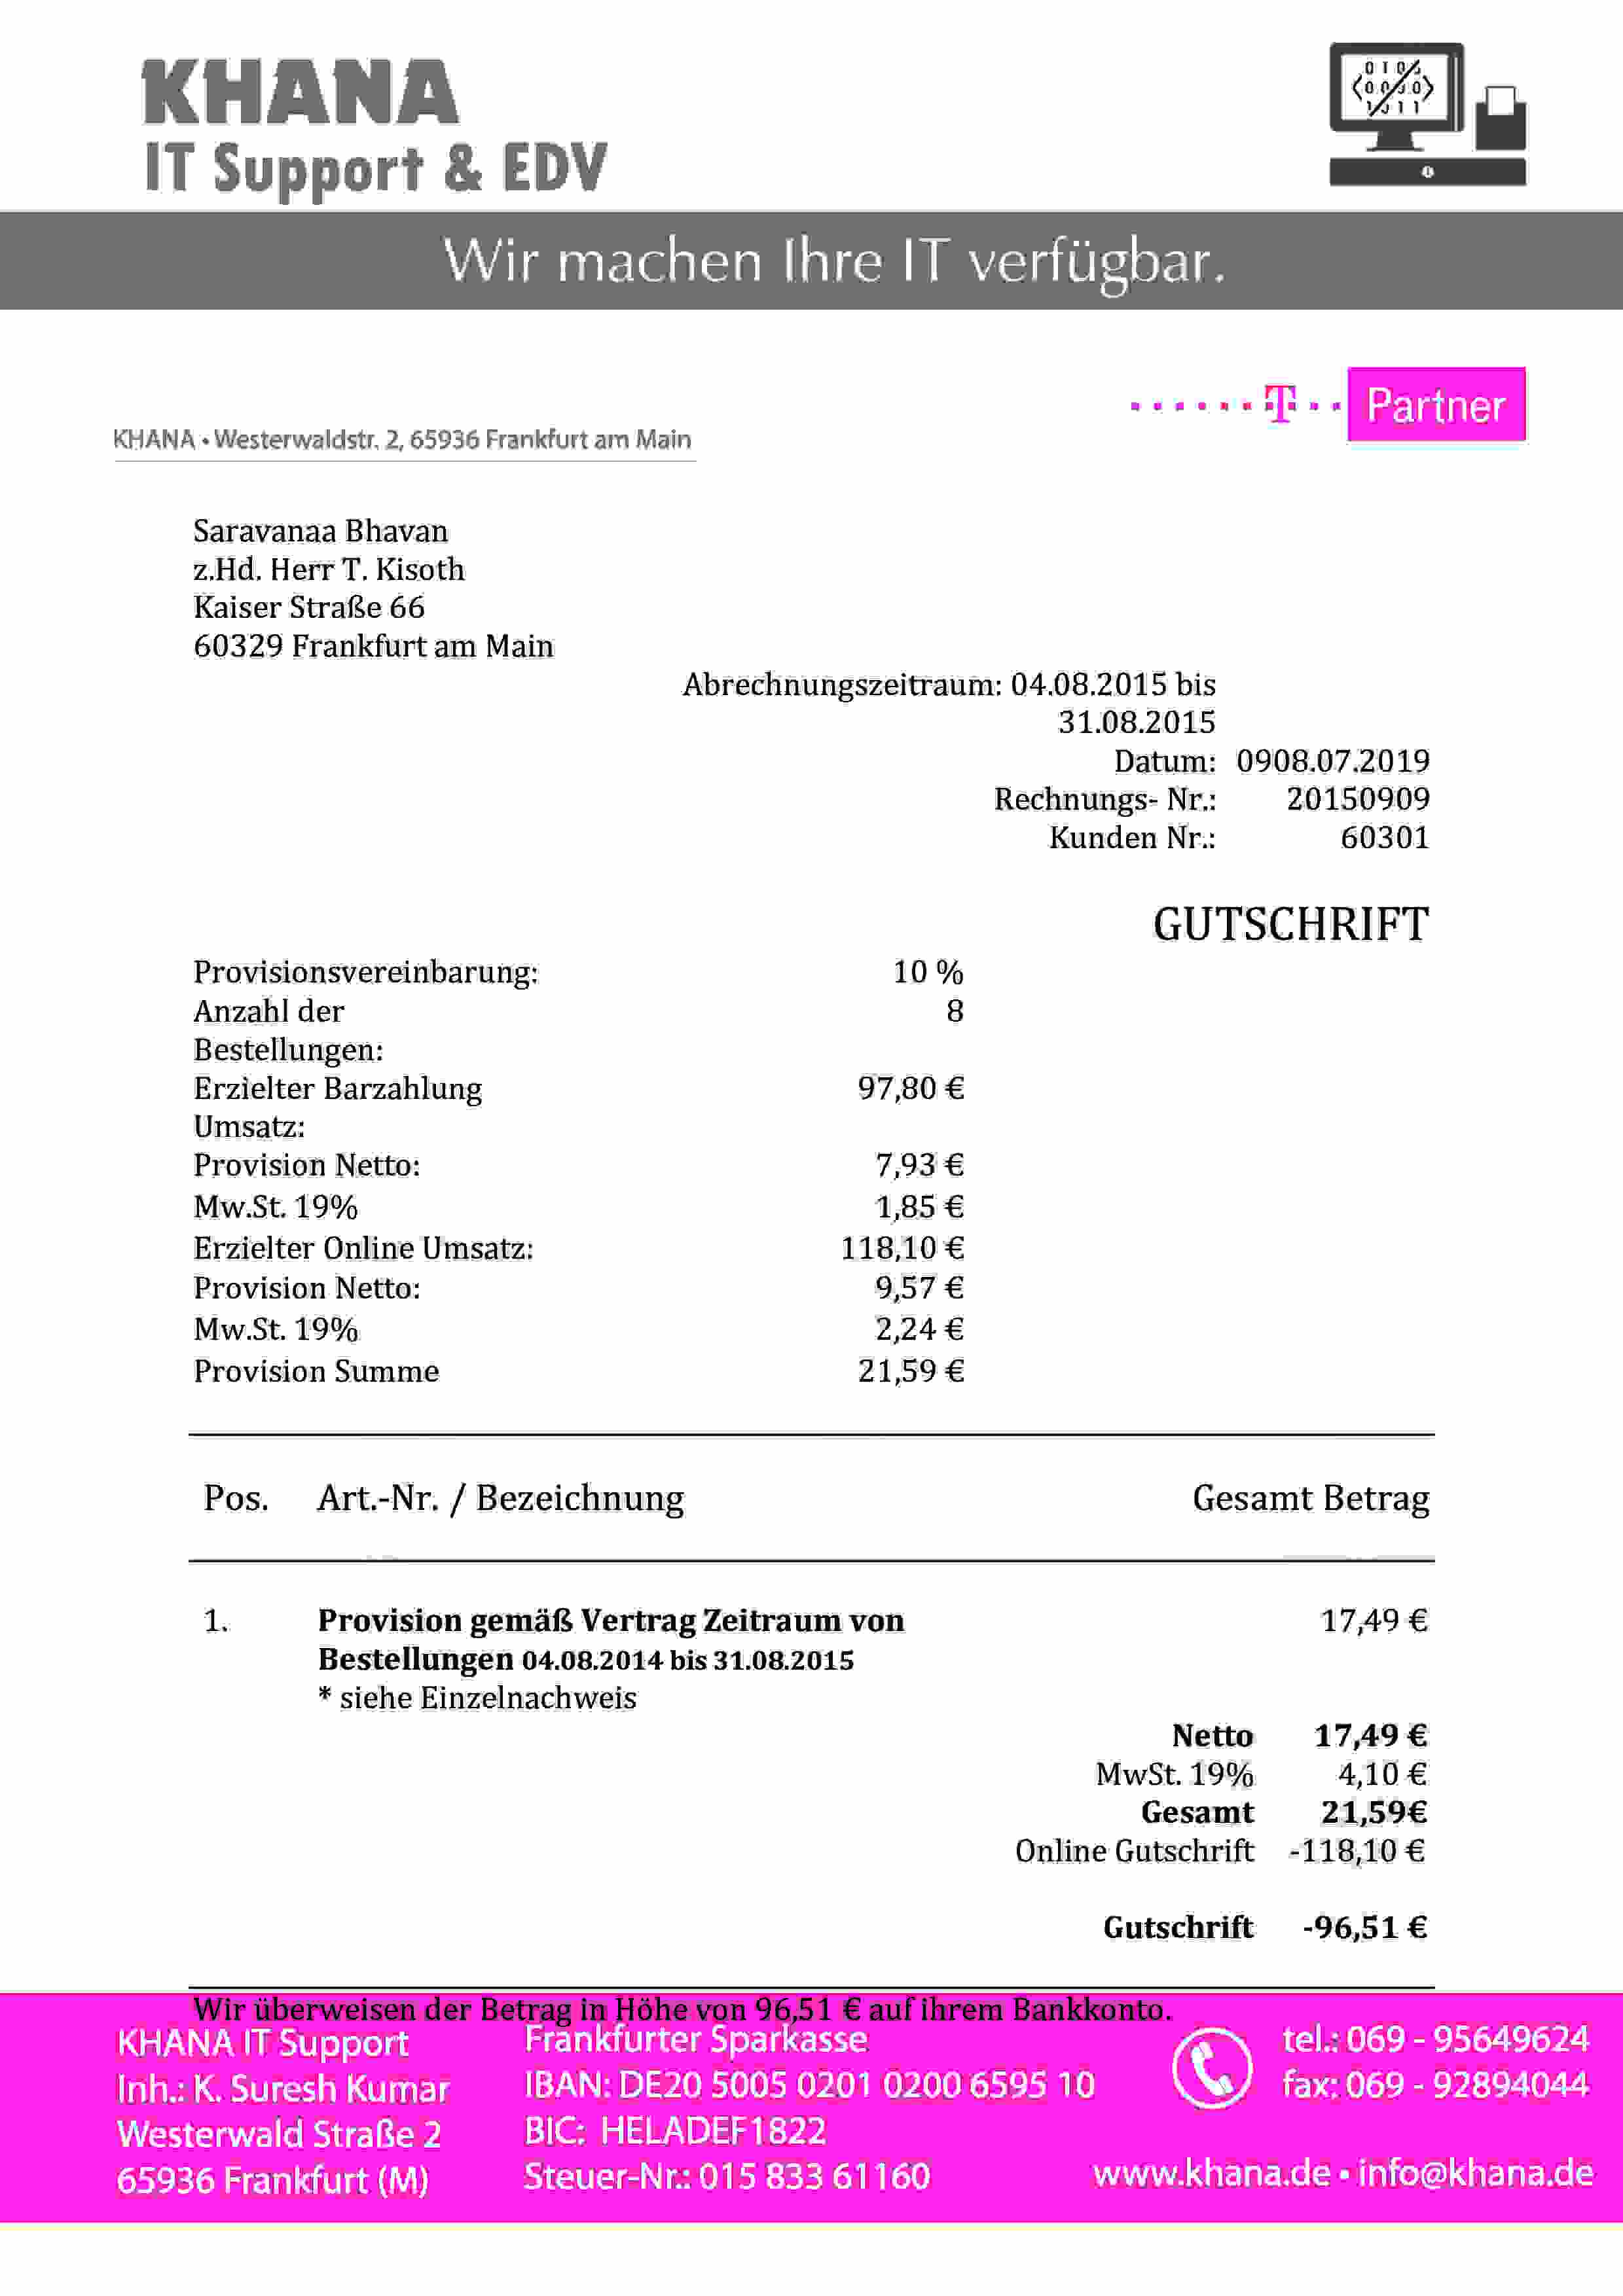 KHANA
IT Support & EDV
Wir machen Ihre IT verfügbar.
T Partner
KHANA • Westerwaldstr. 2, 65936 Frankfurt am Main
Saravanaa Bhavan
z.Hd. Herr T. Kisoth
Kaiser Straße 66
60329 Frankfurt am Main
Abrechnungszeitraum: 04.08.2015 bis
31.08.2015
Datum: 0908.07.2019
Rechnungs- Nr.: 20150909
Kunden Nr.: 60301
GUTSCHRIFT
Provisionsvereinbarung: 10 %
Anzahl der 8
Bestellungen:
Erzielter Barzahlung 97,80 €
Umsatz:
Provision Netto: 7,93 €
Mw.St. 19% 1,85 €
Erzielter Online Umsatz: 118,10 €
Provision Netto: 9,57 €
Mw.St. 19% 2,24 €
Provision Summe 21,59 €
Pos. Art.-Nr. / Bezeichnung Gesamt Betrag
1. Provision gemäß Vertrag Zeitraum von 17,49 €
Bestellungen 04.08.2014 bis 31.08.2015
* siehe Einzelnachweis
Netto 17,49 €
MwSt. 19% 4,10 €
Gesamt 21,59€
Online Gutschrift -118,10 €
Gutschrift -96,51 €
Wir überweisen der Betrag in Höhe von 96,51 € auf ihrem Bankkonto.
KHANA IT Support Frankfurter Sparkasse tel.: 069 - 95649624
Inh.: K. Suresh Kumar IBAN: DE20 5005 0201 0200 6595 10 fax: 069 - 92894044
Westerwald Straße 2 BIC: HELADEF1822
65936 Frankfurt (M) Steuer-Nr.: 015 833 61160 www.khana.de • info@khana.de